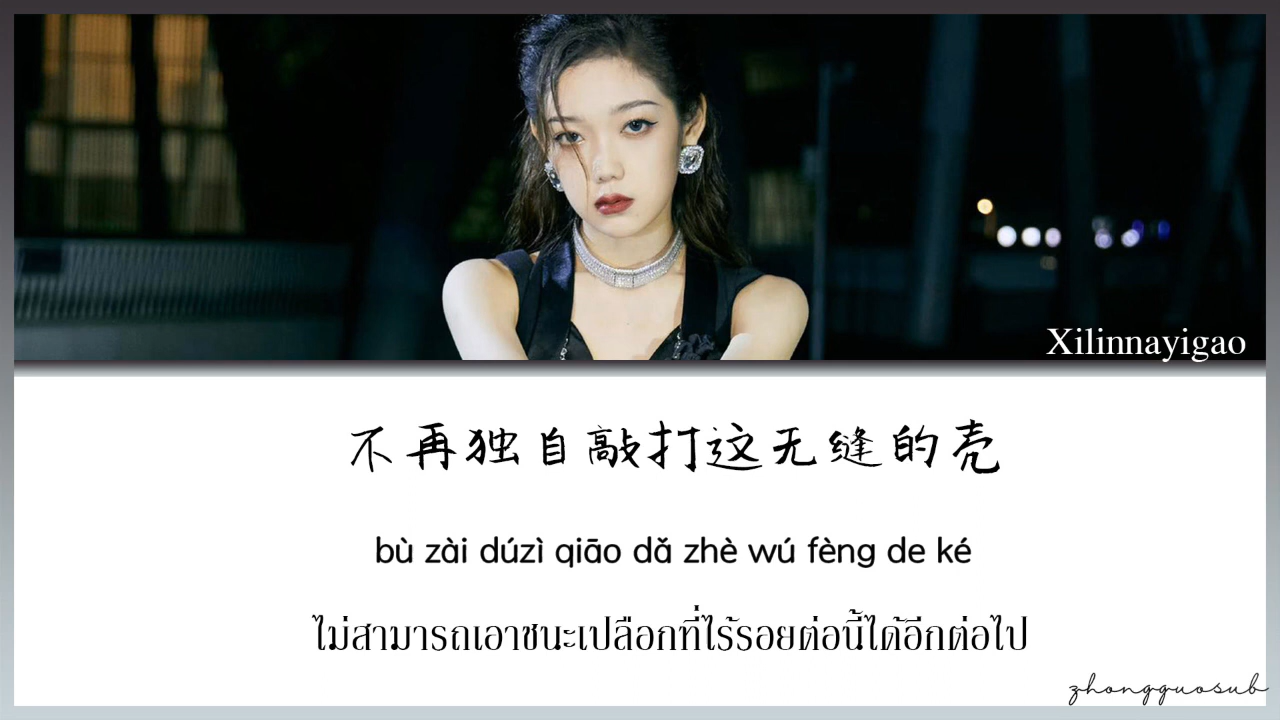 Xilinnayigao
不再独自敲打这无缝的壳
bù zài dúzì qiāo dǎ zhè wú fèng de ké
ไม่สามารถเอาชนะเปลือกที่ไร้รอยต่อนี้ได้อีกต่อไป
zhongguosub